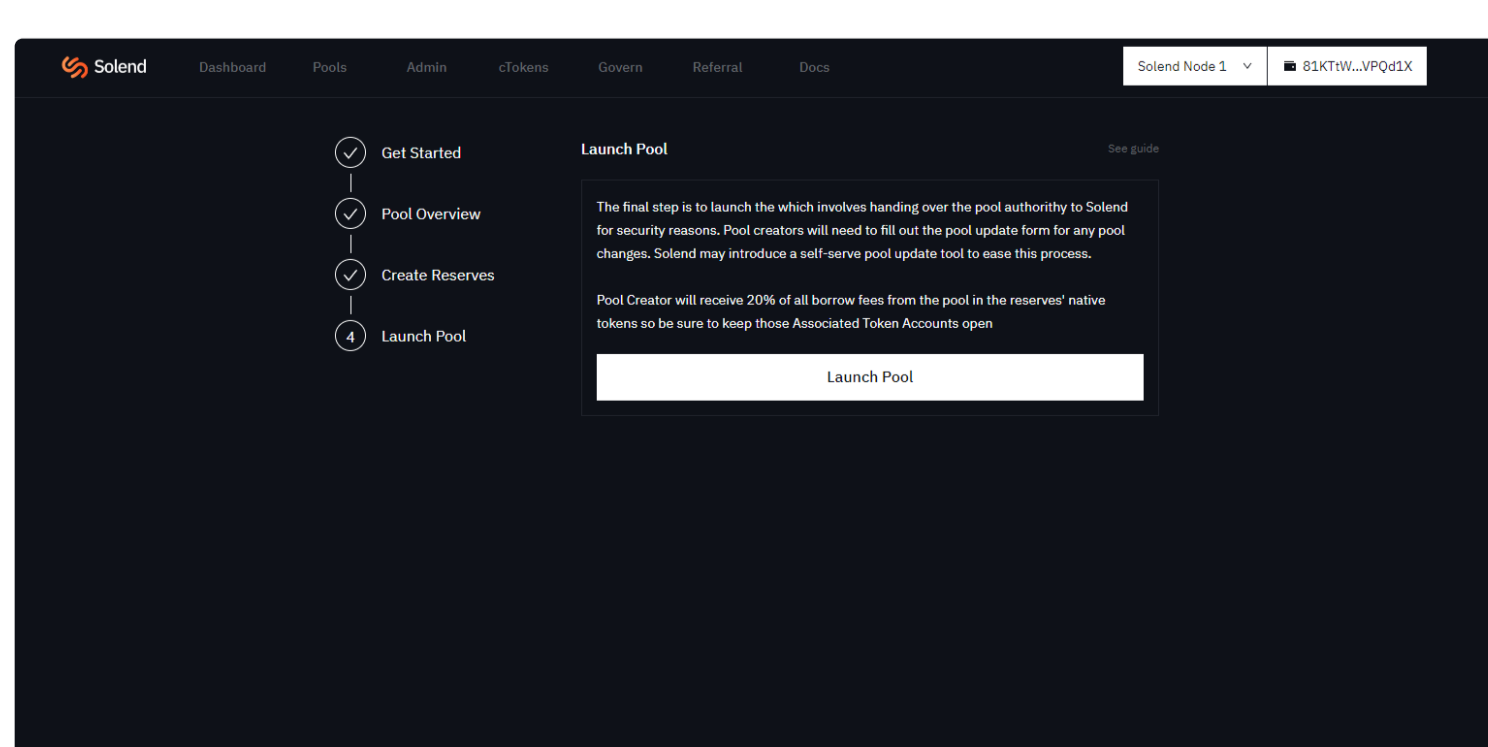 Solend
Dashboard
Pools
Admin
cTokens
Govern
Referral
Docs
Solend Node 1
81KTtW...VPQd1X
Get Started
Pool Overview
Create Reserves
4 Launch Pool
Launch Pool
See guide
The final step is to launch the which involves handing over the pool authorithy to Solend
for security reasons. Pool creators will need to fill out the pool update form for any pool
changes. Solend may introduce a self-serve pool update tool to ease this process.
Pool Creator will receive 20% of all borrow fees from the pool in the reserves' native
tokens so be sure to keep those Associated Token Accounts open
Launch Pool